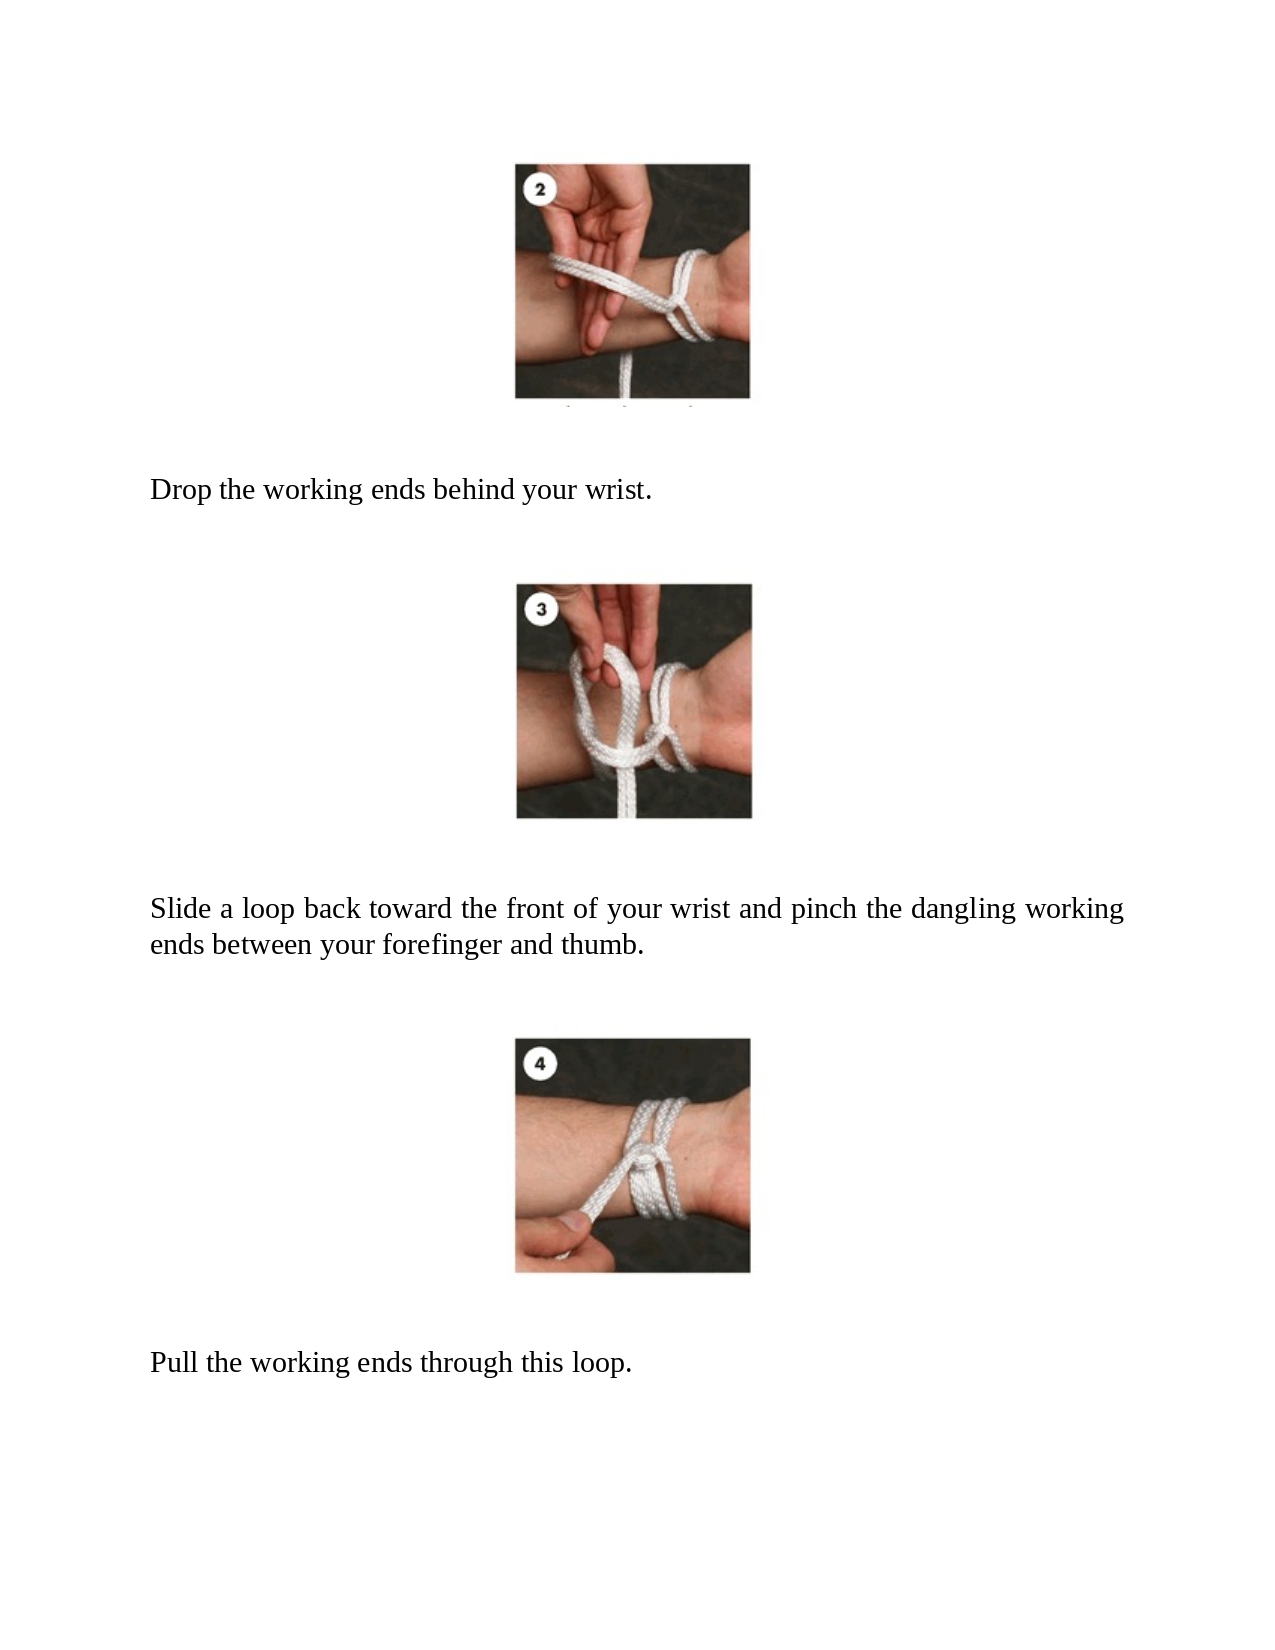 2
Drop the working ends behind your wrist.
3
Slide a loop back toward the front of your wrist and pinch the dangling working
ends between your forefinger and thumb.
4
Pull the working ends through this loop.